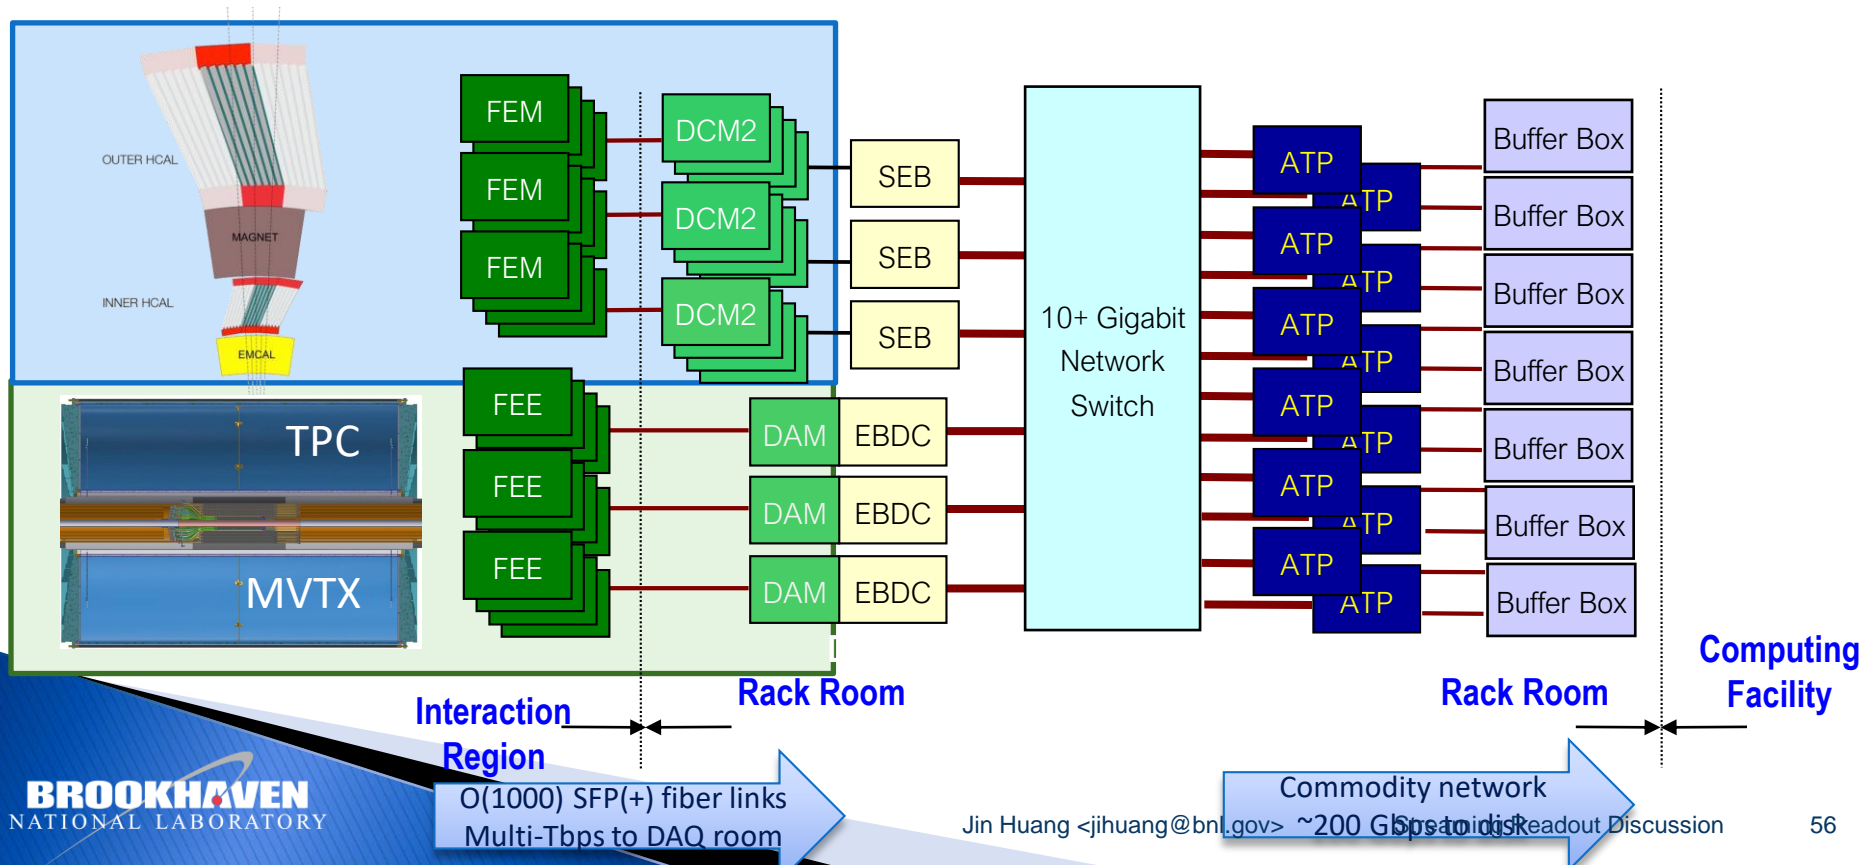 OUTER HCAL
MAGNET
INNER HCAL
EMCAL
TPC
MVTX
FEM
FEM
FEM
FEE
FEE
FEE
DCM2
DCM2
DCM2
DAM
DAM
DAM
SEB
SEB
SEB
EBDC
EBDC
EBDC
10+ Gigabit
Network
Switch
ATP
ATP
ATP
ATP
ATP
ATP
ATP
ATP
ATP
ATP
ATP
ATP
Buffer Box
Buffer Box
Buffer Box
Buffer Box
Buffer Box
Buffer Box
Buffer Box
Interaction
Region
Rack Room
Rack Room
Computing
Facility
O(1000) SFP(+) fiber links
Multi-Tbps to DAQ room
Commodity network
~200 Gbps to disk
BROOKHAVEN
NATIONAL LABORATORY
Jin Huang <jihuang@bnl.gov>
Streaming Readout Discussion
56